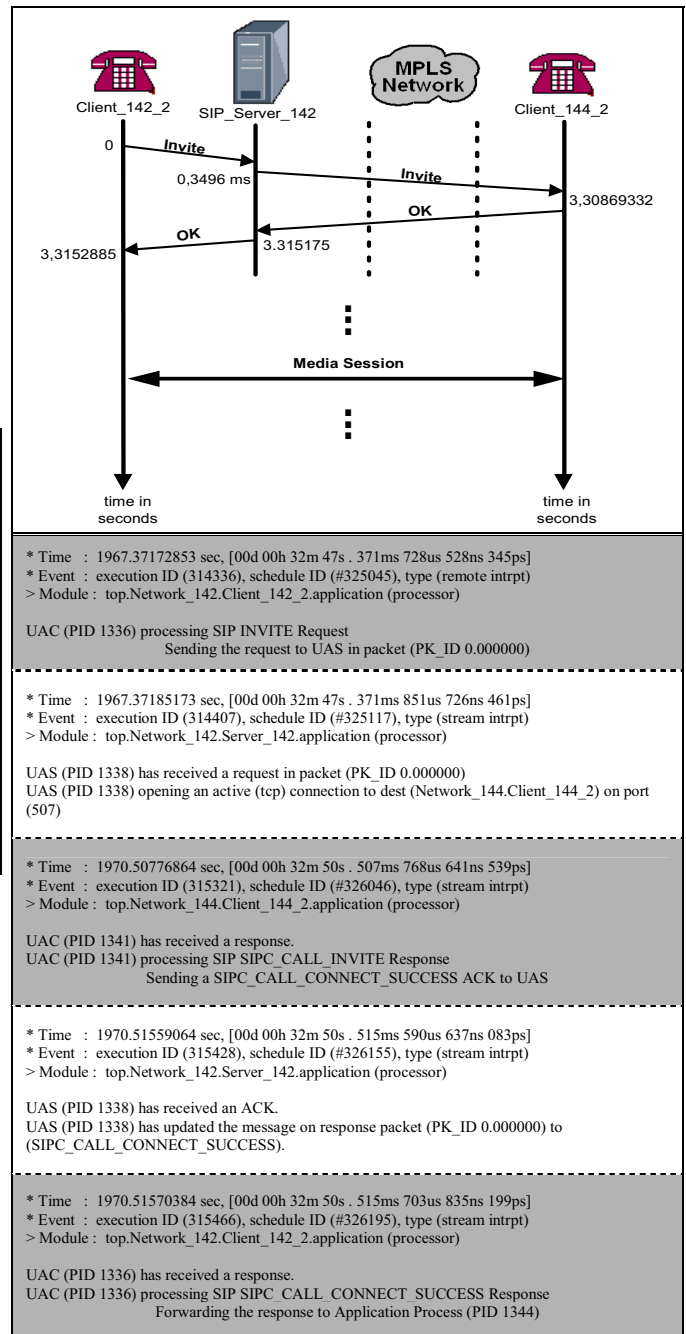 MPLS
Network
Client_142_2
SIP_Server_142
Client_144_2
0
Invite
0,3496 ms
Invite
3,30869332
OK
OK
3.315175
3,3152885
Media Session
time in
seconds
time in
seconds
* Time : 1967.37172853 sec, [00d 00h 32m 47s . 371ms 728us 528ns 345ps]
* Event : execution ID (314336), schedule ID (#325045), type (remote intrpt)
> Module : top.Network_142.Client_142_2.application (processor)
UAC (PID 1336) processing SIP INVITE Request
Sending the request to UAS in packet (PK_ID 0.000000)
* Time : 1967.37185173 sec, [00d 00h 32m 47s . 371ms 851us 726ns 461ps]
* Event : execution ID (314407), schedule ID (#325117), type (stream intrpt)
> Module : top.Network_142.Server_142.application (processor)
UAS (PID 1338) has received a request in packet (PK_ID 0.000000)
UAS (PID 1338) opening an active (tcp) connection to dest (Network_144.Client_144_2) on port
(507)
* Time : 1970.50776864 sec, [00d 00h 32m 50s . 507ms 768us 641ns 539ps]
* Event : execution ID (315321), schedule ID (#326046), type (stream intrpt)
> Module : top.Network_144.Client_144_2.application (processor)
UAC (PID 1341) has received a response.
UAC (PID 1341) processing SIP SIPC_CALL_INVITE Response
Sending a SIPC_CALL_CONNECT_SUCCESS ACK to UAS
* Time : 1970.51559064 sec, [00d 00h 32m 50s . 515ms 590us 637ns 083ps]
* Event : execution ID (315428), schedule ID (#326155), type (stream intrpt)
> Module : top.Network_142.Server_142.application (processor)
UAS (PID 1338) has received an ACK.
UAS (PID 1338) has updated the message on response packet (PK_ID 0.000000) to
(SIPC_CALL_CONNECT_SUCCESS).
* Time : 1970.51570384 sec, [00d 00h 32m 50s . 515ms 703us 835ns 199ps]
* Event : execution ID (315466), schedule ID (#326195), type (stream intrpt)
> Module : top.Network_142.Client_142_2.application (processor)
UAC (PID 1336) has received a response.
UAC (PID 1336) processing SIP SIPC_CALL_CONNECT_SUCCESS Response
Forwarding the response to Application Process (PID 1344)